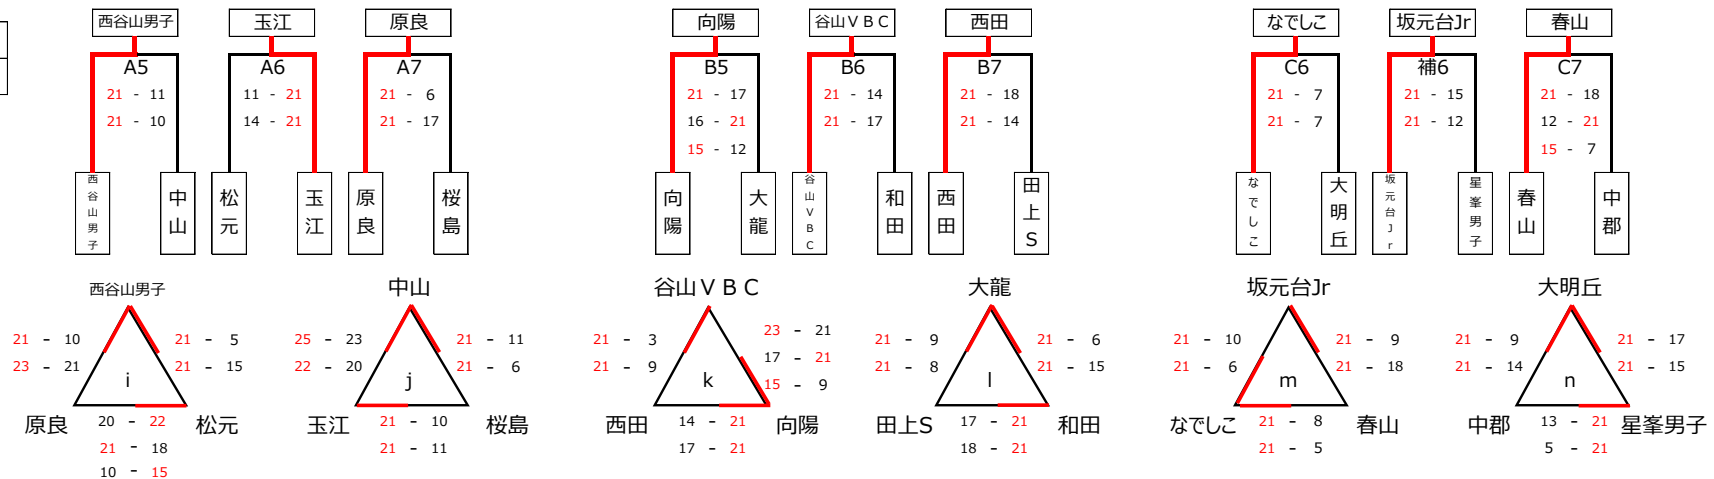 西谷山男子 玉江 原良 向陽 谷山ＶＢＣ 西田 なでしこ 坂元台Jr 春山
A5 A6 A7 B5 B6 B7 C6 補6 C7
21 - 11 11 - 21 21 - 6 21 - 17 21 - 14 21 - 18 21 - 7 21 - 15 21 - 18
21 - 10 14 - 21 21 - 17 16 - 21 21 - 17 21 - 14 21 - 7 21 - 12 12 - 21
15 - 12 15 - 7
西谷山男子 中山 松元 玉江 原良 桜島 向陽 大龍 谷山ＶＢＣ 和田 西田 田上S なでしこ 大明丘 坂元台Jr 星峯男子 春山 中郡
西谷山男子 中山 谷山ＶＢＣ 大龍 坂元台Jr 大明丘
23 - 21
21 - 10 21 - 5 25 - 23 21 - 11 21 - 3 21 - 9 21 - 6 21 - 10 21 - 9 21 - 9 21 - 17
17 - 21
23 - 21 21 - 15 22 - 20 21 - 6 21 - 9 21 - 8 21 - 15 21 - 6 21 - 18 21 - 14 21 - 15
i j k 15 - 9 l m n
原良 20 - 22 松元 玉江 21 - 10 桜島 西田 14 - 21 向陽 田上S 17 - 21 和田 なでしこ 21 - 8 春山 中郡 13 - 21 星峯男子
21 - 18 21 - 11 17 - 21 18 - 21 21 - 5 5 - 21
10 - 15